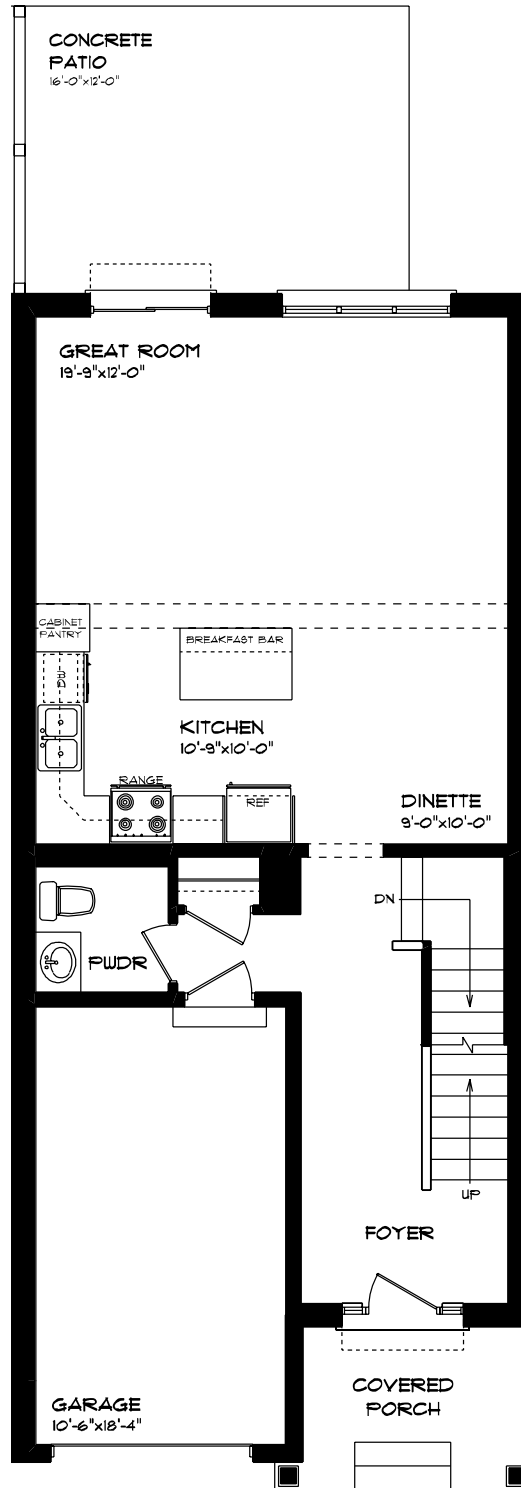 CONCRETE
PATIO
16'-0"x12'-0"
GREAT ROOM
19'-9"x12'-0"
CABINET
PANTRY
BREAKFAST BAR
DW
KITCHEN
10'-9"x10'-0"
RANGE
REF
DINETTE
9'-0"x10'-0"
DN
PWDR
UP
FOYER
GARAGE
10'-6"x18'-4"
COVERED
PORCH